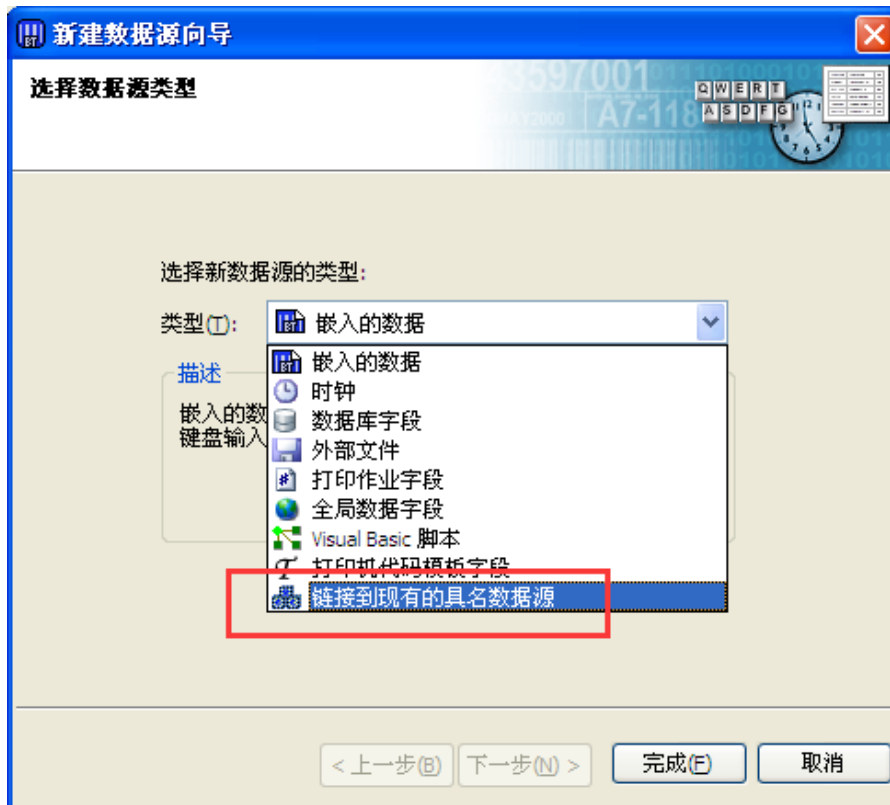 新建数据源向导
选择数据源类型
3597001
A7-118
QWERT
ASDFG
选择新数据源的类型:
类型(T): 嵌入的数据
描述
嵌入的数
键盘输入
嵌入的数据
时钟
数据库字段
外部文件
打印作业字段
全局数据字段
Visual Basic 脚本
打印机代码模板字段
链接到现有的具名数据源
< 上一步(B)
下一步(N) >
完成(F)
取消